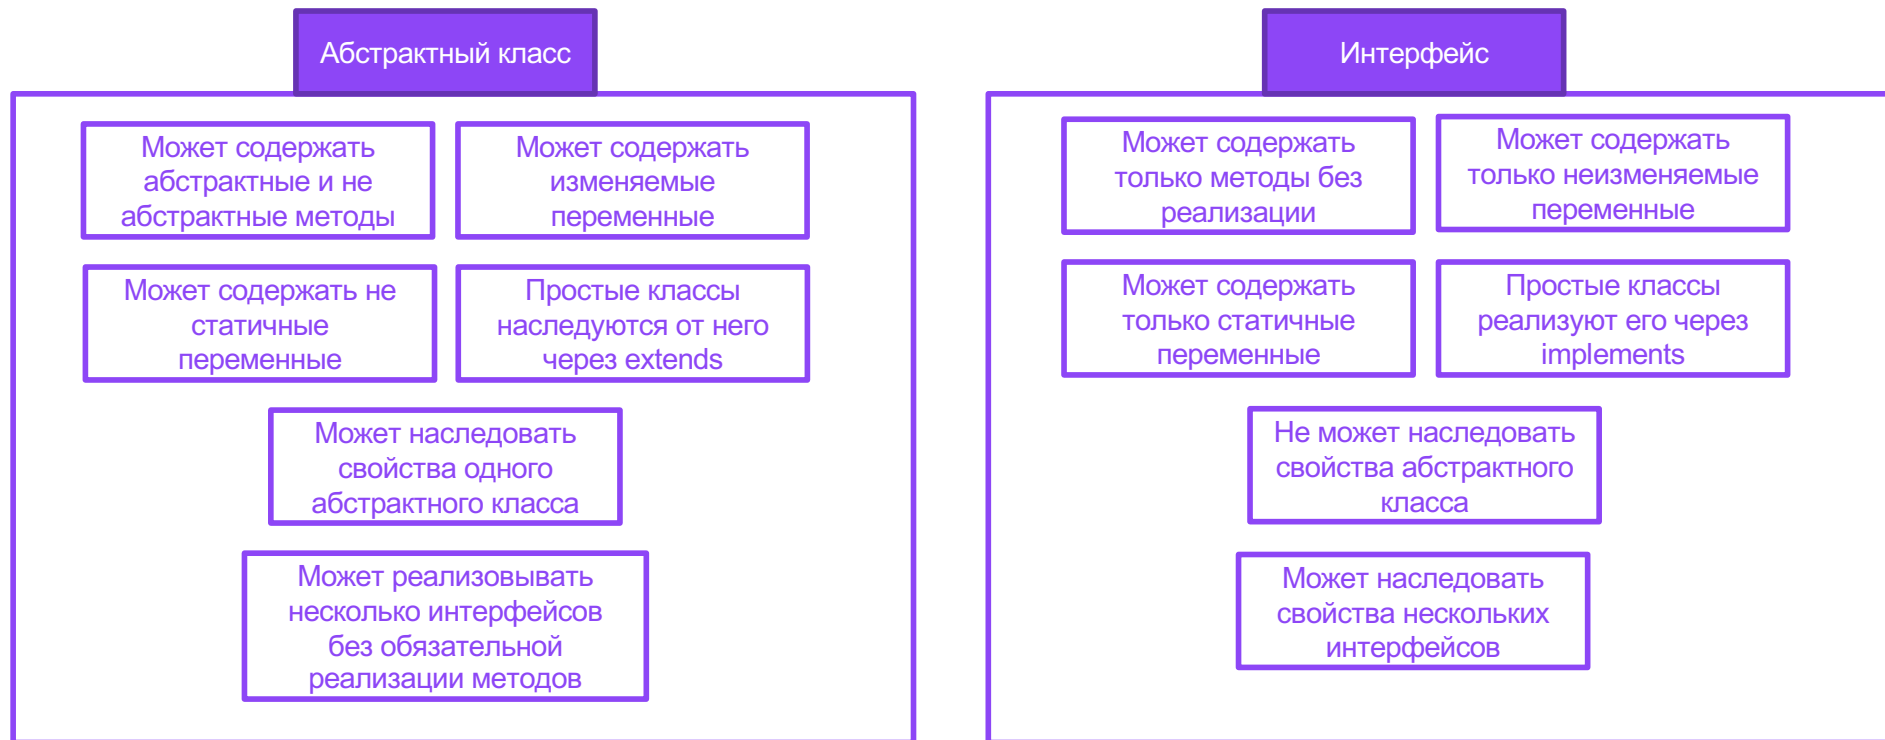 Абстрактный класс
Может содержать
абстрактные и не
абстрактные методы
Может содержать
изменяемые
переменные
Может содержать не
статичные
переменные
Простые классы
наследуются от него
через extends
Может наследовать
свойства одного
абстрактного класса
Может реализовывать
несколько интерфейсов
без обязательной
реализации методов
Интерфейс
Может содержать
только методы без
реализации
Может содержать
только неизменяемые
переменные
Может содержать
только статичные
переменные
Простые классы
реализуют его через
implements
Не может наследовать
свойства абстрактного
класса
Может наследовать
свойства нескольких
интерфейсов